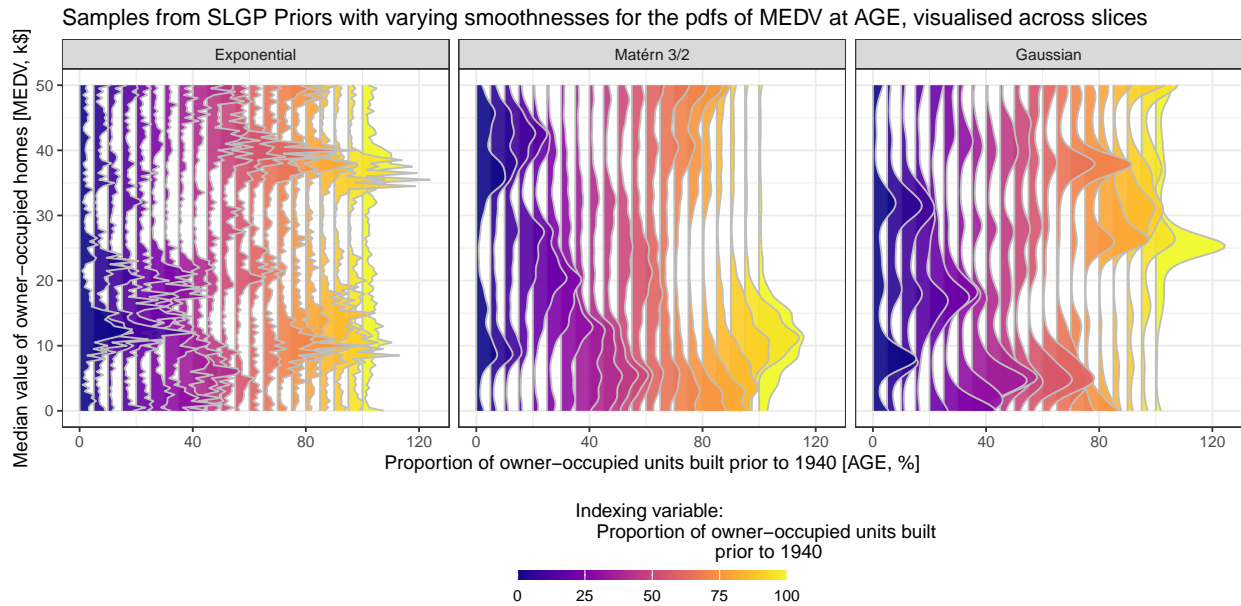 Samples from SLGP Priors with varying smoothnesses for the pdfs of MEDV at AGE, visualised across slices
Exponential
Matérn 3/2
Gaussian
Median value of owner−occupied homes [MEDV, k$]
50
40
30
20
10
0
0 40 80 120
0 40 80 120
0 40 80 120
Proportion of owner−occupied units built prior to 1940 [AGE, %]
Indexing variable:
Proportion of owner−occupied units built
prior to 1940
0 25 50 75 100